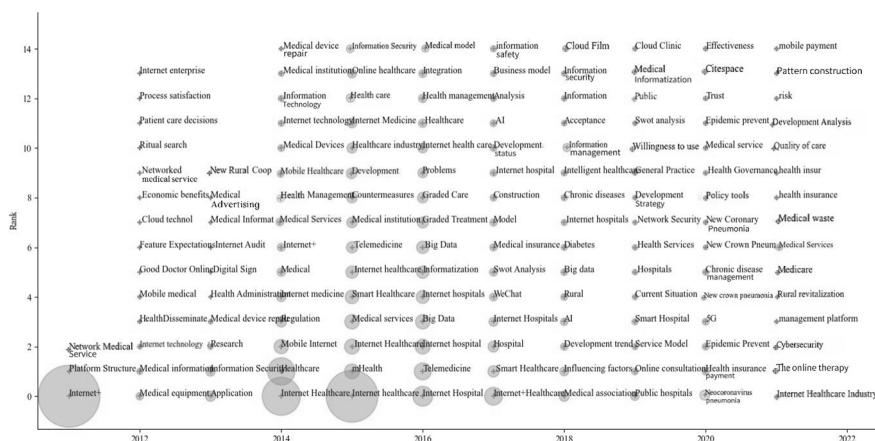 14 Medical device Information Security Medical model information Cloud Film Cloud Clinic Effectiveness mobile payment
repair safety
Internet enterprise Medical institution Online healthcare Integration Business model Information Medical Citespace Pattern construction
security Informatization
12 Process satisfaction Information Health care Health management Analysis Information Public Trust risk
Technology
Patient care decisions Internet technology Internet Medicine Healthcare AI Acceptance Swot analysis Epidemic prevent Development Analysis
10 Ritual search Medical Devices Healthcare industry Internet health care Development Information Willingness to use Medical service Quality of care
status management
Networked New Rural Coop Mobile Healthcare Development Problems Internet hospital Intelligent healthcare General Practice Health Governance health insur
medical service
8 Economic benefits Medical Health Management Countermeasures Graded Care Construction Chronic diseases Development Policy tools health insurance
Advertising Strategy
Cloud technol Medical Informat Medical Services Medical institution Graded Treatment Model Internet hospitals Network Security New Coronary Medical waste
Pneumonia
Rank
6 Feature Expectations Internet Audit Internet+ Telemedicine Big Data Medical insurance Diabetes Health Services New Crown Pneum Medical Services
Good Doctor Online Digital Sign Medical Internet healthcare Informatization Swot Analysis Big data Hospitals Chronic disease Medicare
management
4 Mobile medical Health Administration Internet medicine Smart Healthcare Internet hospitals WeChat Rural Current Situation New crown pneumonia Rural revitalization
HealthDisseminate Medical device repair Regulation Medical services Big Data Internet Hospitals AI Smart Hospital 5G management platform
2 Network Medical Internet technology Research Mobile Internet Internet Healthcare Internet hospital Hospital Development trend Service Model Epidemic Prevent Cybersecurity
Service
Platform Structure Medical information Information Security Healthcare mHealth Telemedicine Smart Healthcare Influencing factors Online consultation Health insurance The online therapy
payment
0 Internet+ Medical equipment Application Internet Healthcare Internet healthcare Internet Hospital Internet+Healthcare Medical association Public hospitals Neocoronavirus Internet Healthcare Industry
pneumonia
2012 2014 2016 2018 2020 2022